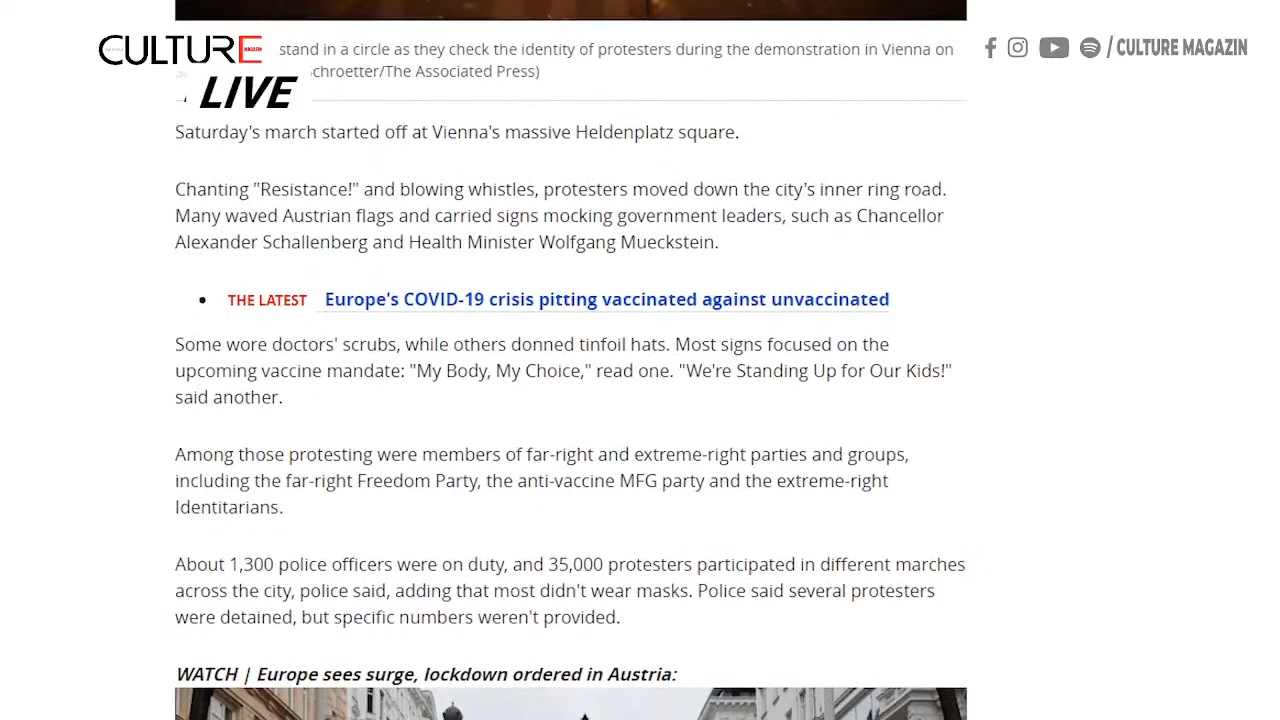 CULTURE
MAGAZIN
LIVE
/ CULTURE MAGAZIN
stand in a circle as they check the identity of protesters during the demonstration in Vienna on
chroetter/The Associated Press)
Saturday's march started off at Vienna's massive Heldenplatz square.
Chanting "Resistance!" and blowing whistles, protesters moved down the city's inner ring road.
Many waved Austrian flags and carried signs mocking government leaders, such as Chancellor
Alexander Schallenberg and Health Minister Wolfgang Mueckstein.
• THE LATEST Europe's COVID-19 crisis pitting vaccinated against unvaccinated
Some wore doctors' scrubs, while others donned tinfoil hats. Most signs focused on the
upcoming vaccine mandate: "My Body, My Choice," read one. "We're Standing Up for Our Kids!"
said another.
Among those protesting were members of far-right and extreme-right parties and groups,
including the far-right Freedom Party, the anti-vaccine MFG party and the extreme-right
Identitarians.
About 1,300 police officers were on duty, and 35,000 protesters participated in different marches
across the city, police said, adding that most didn't wear masks. Police said several protesters
were detained, but specific numbers weren't provided.
WATCH | Europe sees surge, lockdown ordered in Austria: